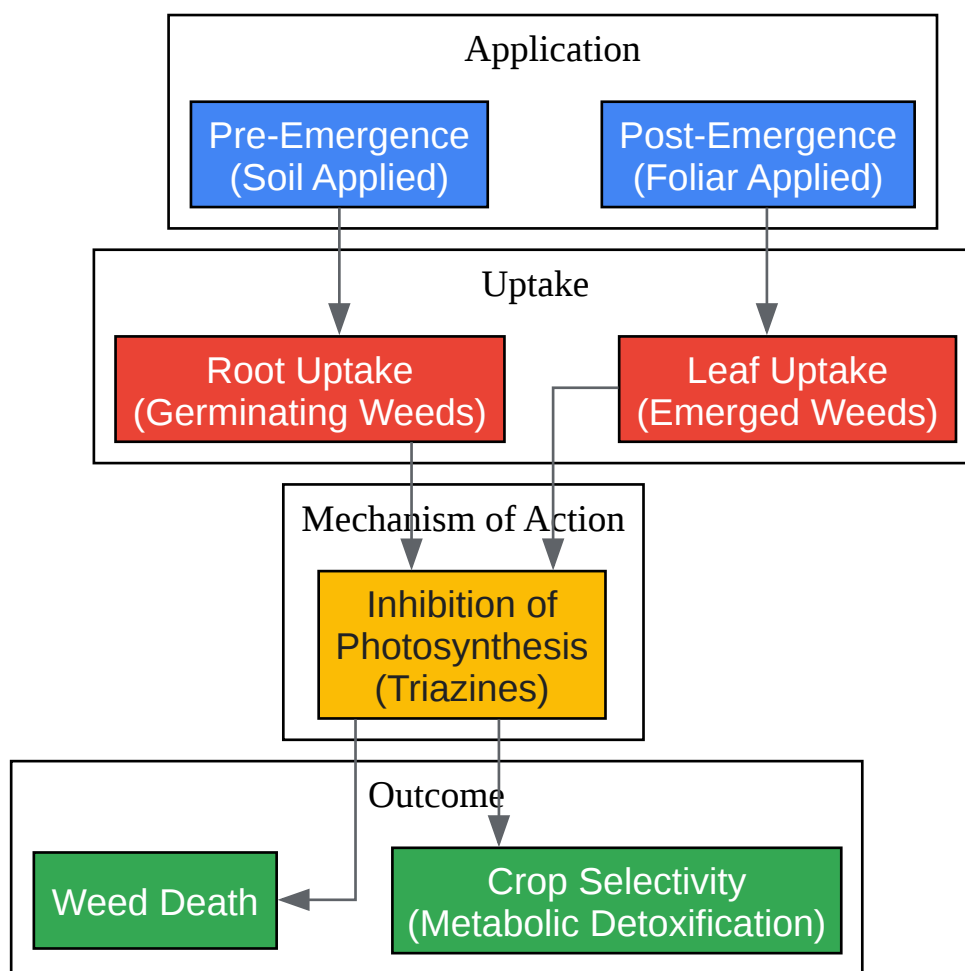 Application
Pre-Emergence
(Soil Applied)
Post-Emergence
(Foliar Applied)
Uptake
Root Uptake
(Germinating Weeds)
Leaf Uptake
(Emerged Weeds)
Mechanism of Action
Inhibition of
Photosynthesis
(Triazines)
Outcome
Weed Death
Crop Selectivity
(Metabolic Detoxification)